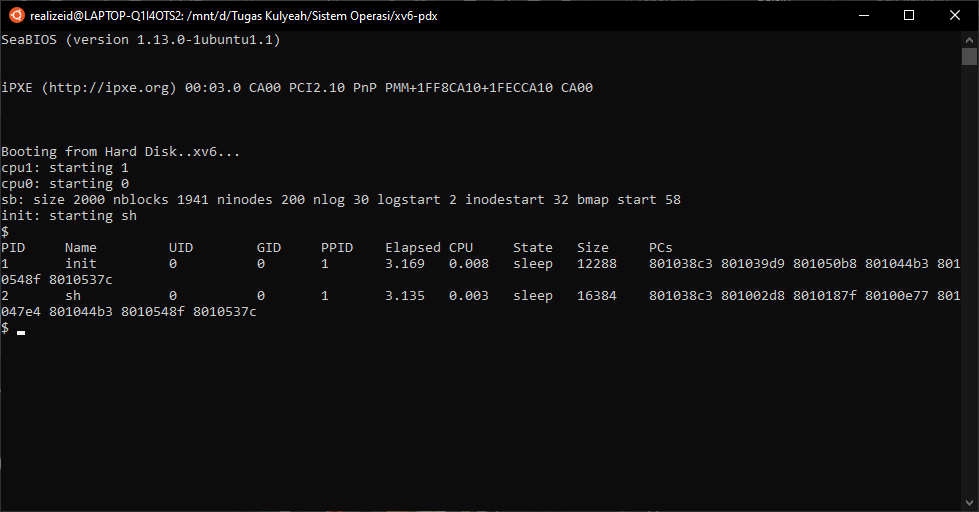 realizeid@LAPTOP-Q1I4OTS2: /mnt/d/Tugas Kulyeah/Sistem Operasi/xv6-pdx
SeaBIOS (version 1.13.0-1ubuntu1.1)
iPXE (http://ipxe.org) 00:03.0 CA00 PCI2.10 PnP PMM+1FF8CA10+1FECCA10 CA00
Booting from Hard Disk..xv6...
cpu1: starting 1
cpu0: starting 0
sb: size 2000 nblocks 1941 ninodes 200 nlog 30 logstart 2 inodestart 32 bmap start 58
init: starting sh
$
PID     Name         UID        GID     PPID    Elapsed CPU     State   Size     PCs
1       init         0          0       1       3.169   0.008   sleep   12288    801038c3 801039d9 801050b8 801044b3 801
0548f 8010537c
2       sh           0          0       1       3.135   0.003   sleep   16384    801038c3 801002d8 8010187f 80100e77 801
047e4 801044b3 8010548f 8010537c
$